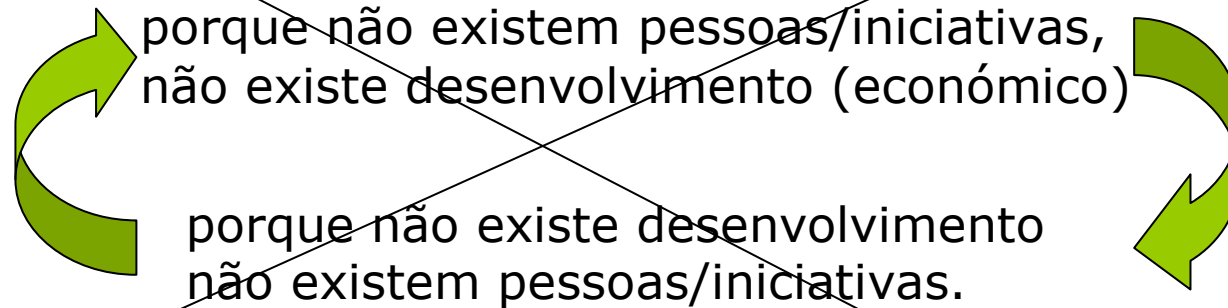 porque não existem pessoas/iniciativas,
não existe desenvolvimento (económico)
porque não existe desenvolvimento
não existem pessoas/iniciativas.